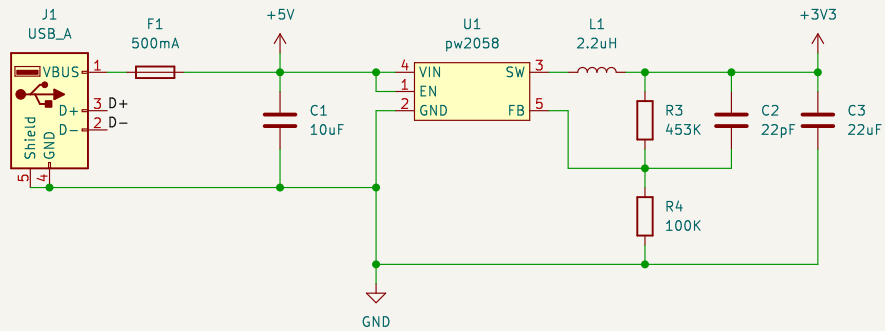 J1
USB_A
VBUS
1
D+
3
D+
D-
2
D-
Shield
GND
5
4
F1
500mA
+5V
C1
10uF
U1
pw2058
4
VIN
SW
3
1
EN
2
GND
FB
5
L1
2.2uH
+3V3
R3
453K
C2
22pF
C3
22uF
R4
100K
GND